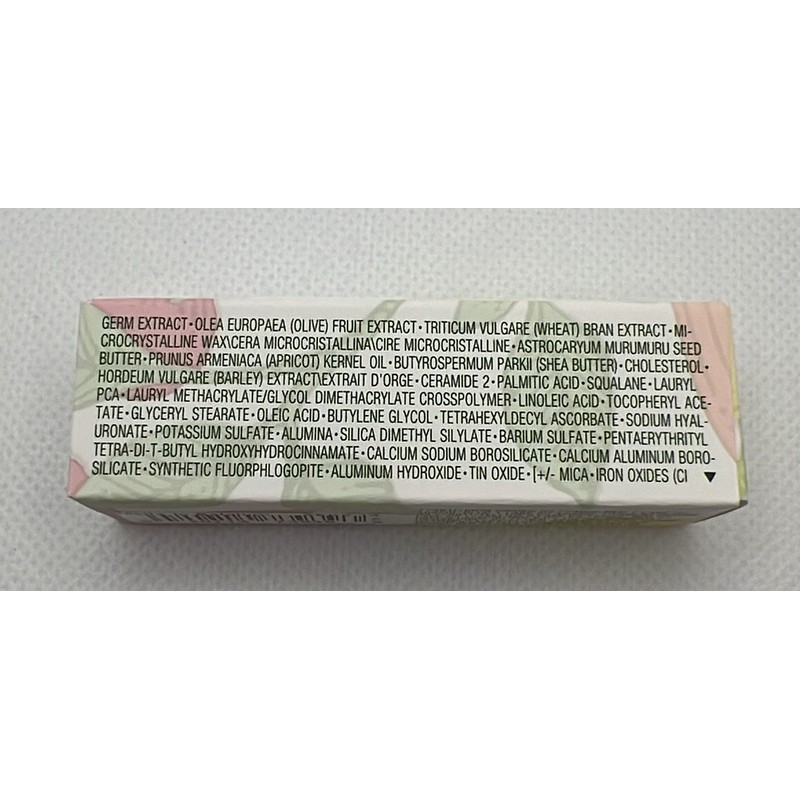 GERM EXTRACT•OLEA EUROPAEA (OLIVE) FRUIT EXTRACT•TRITICUM VULGARE (WHEAT) BRAN EXTRACT•MI-
CROCRYSTALLINE WAX\CERA MICROCRISTALLINA\CIRE MICROCRISTALLINE•ASTROCARYUM MURUMURU SEED
BUTTER•PRUNUS ARMENIACA (APRICOT) KERNEL OIL•BUTYROSPERMUM PARKII (SHEA BUTTER)•CHOLESTEROL•
HORDEUM VULGARE (BARLEY) EXTRACT\EXTRAIT D'ORGE•CERAMIDE 2•PALMITIC ACID•SQUALANE•LAURYL
PCA•LAURYL METHACRYLATE/GLYCOL DIMETHACRYLATE CROSSPOLYMER•LINOLEIC ACID•TOCOPHERYL ACE-
TATE•GLYCERYL STEARATE•OLEIC ACID•BUTYLENE GLYCOL•TETRAHEXYLDECYL ASCORBATE•SODIUM HYAL-
URONATE•POTASSIUM SULFATE•ALUMINA•SILICA DIMETHYL SILYLATE•BARIUM SULFATE•PENTAERYTHRITYL
TETRA-DI-T-BUTYL HYDROXYHYDROCINNAMATE•CALCIUM SODIUM BOROSILICATE•CALCIUM ALUMINUM BORO-
SILICATE•SYNTHETIC FLUORPHLOGOPITE•ALUMINUM HYDROXIDE•TIN OXIDE•[+/- MICA•IRON OXIDES (CI ▼